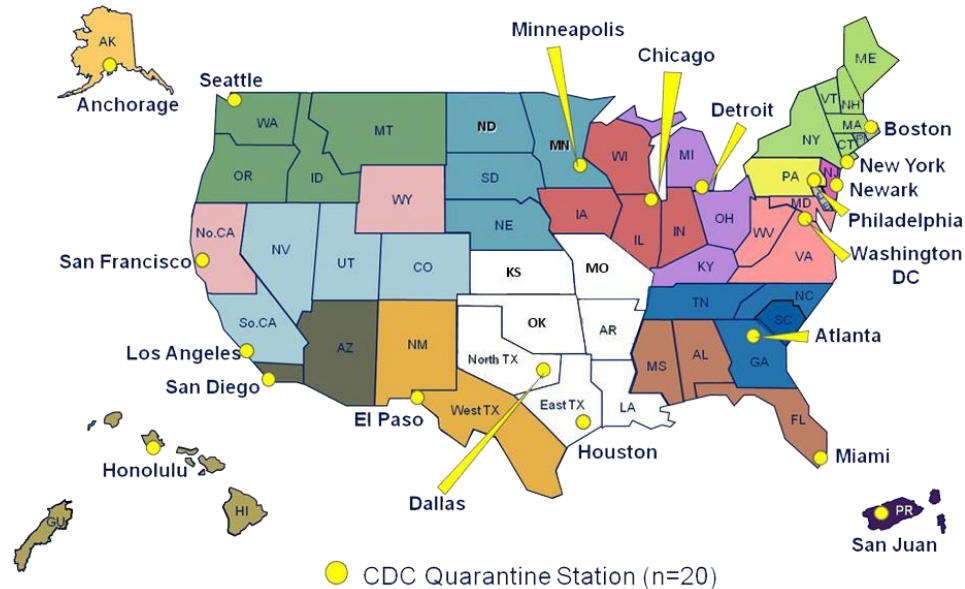 Minneapolis
Chicago
AK
Anchorage
Seattle
Detroit
ME
WA
MT
ND
MN
VT
NH
MA
Boston
NY
CT
WI
MI
New York
OR
ID
SD
PA
NJ
Newark
WY
IA
MD
Philadelphia
No.CA
NE
OH
IL
IN
WV
VA
Washington
DC
San Francisco
NV
UT
CO
KS
MO
KY
So.CA
TN
NC
OK
AR
SC
Los Angeles
AZ
NM
North TX
MS
AL
GA
Atlanta
San Diego
El Paso
West TX
East TX
LA
FL
Houston
Miami
Honolulu
Dallas
HI
GU
PR
San Juan
CDC Quarantine Station (n=20)